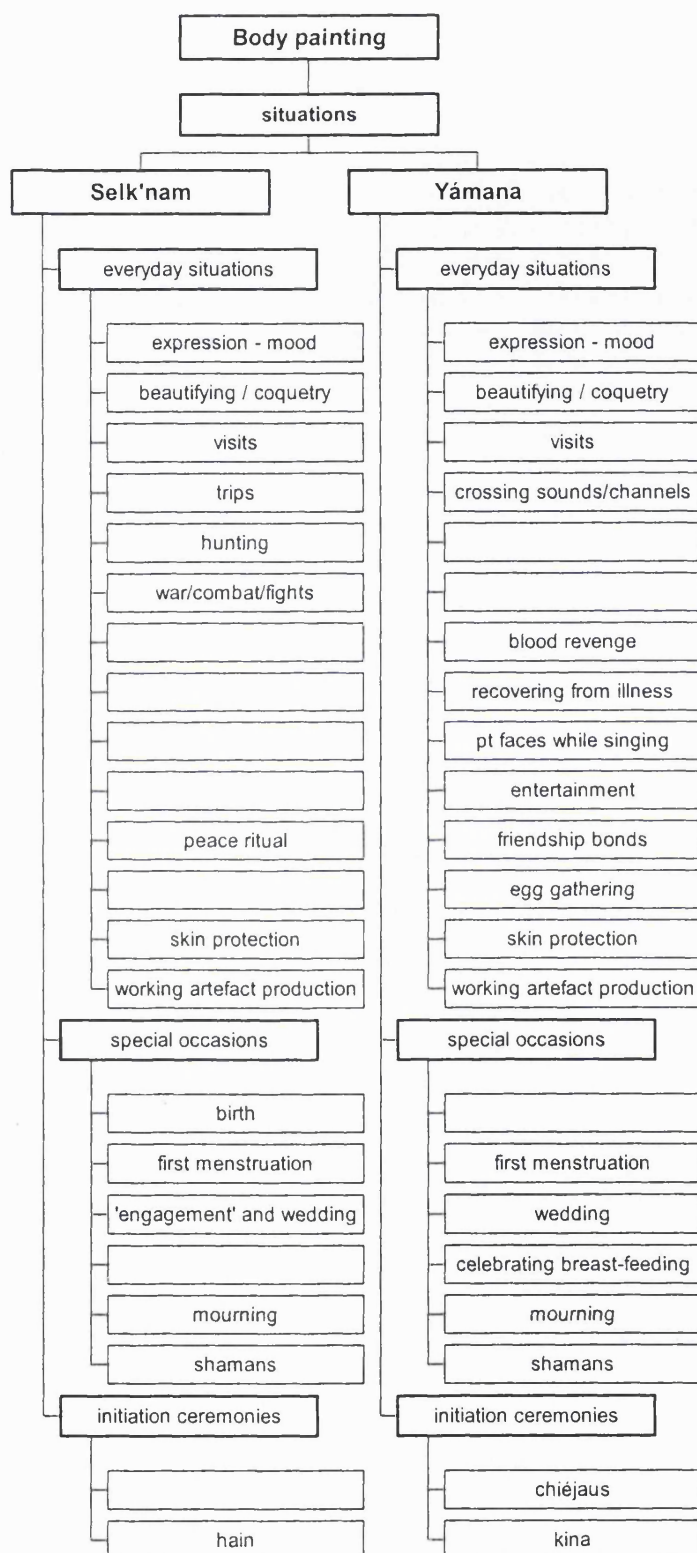 Body painting
situations
Selk'nam
everyday situations
expression - mood
beautifying / coquetry
visits
trips
hunting
war/combat/fights
peace ritual
skin protection
working artefact production
special occasions
birth
first menstruation
'engagement' and wedding
mourning
shamans
initiation ceremonies
hain
Yámana
everyday situations
expression - mood
beautifying / coquetry
visits
crossing sounds/channels
blood revenge
recovering from illness
pt faces while singing
entertainment
friendship bonds
egg gathering
skin protection
working artefact production
special occasions
first menstruation
wedding
celebrating breast-feeding
mourning
shamans
initiation ceremonies
chiéjaus
kina